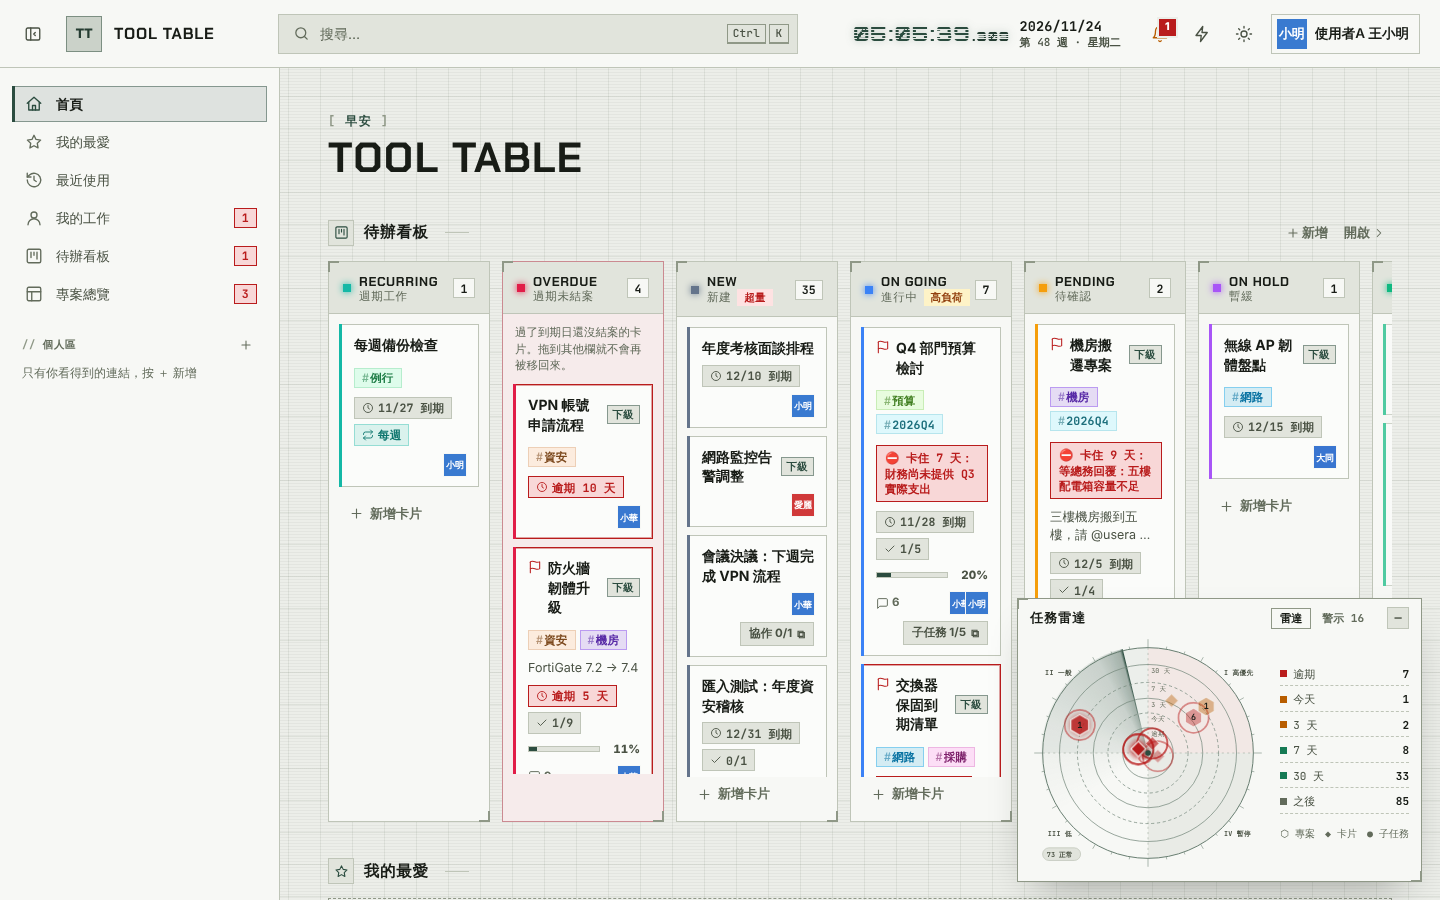 TT
TOOL TABLE
搜尋...
Ctrl K
05:05:39
2026/11/24
第 48 週 · 星期二
1
小明
使用者A 王小明
首頁
我的最愛
最近使用
我的工作 1
待辦看板 1
專案總覽 3
// 個人區 +
只有你看得到的連結，按 + 新增
[ 早安 ]
TOOL TABLE
待辦看板
+ 新增
開啟 >
RECURRING
週期工作
1
每週備份檢查
#例行
11/27 到期
每週
小明
+ 新增卡片
OVERDUE
過期未結案
4
過了到期日還沒結案的卡
片。拖到其他欄就不會再
被移回來。
VPN 帳號
申請流程
下級
#資安
逾期 10 天
小華
防火牆
韌體升
級
下級
#資安 #機房
FortiGate 7.2 → 7.4
逾期 5 天
1/9
11%
NEW
新建 超量
35
年度考核面談排程
12/10 到期
小明
網路監控告
警調整
下級
愛麗
會議決議：下週完
成 VPN 流程
小華
協作 0/1
匯入測試：年度資
安稽核
12/31 到期
0/1
+ 新增卡片
ON GOING
進行中 高負荷
7
Q4 部門預算
檢討
#預算
#2026Q4
卡住 7 天：
財務尚未提供 Q3
實際支出
11/28 到期
1/5
20%
6
小明
子任務 1/5
交換器
保固到
期清單
下級
#網路 #採購
+ 新增卡片
PENDING
待確認
2
機房搬
遷專案
下級
#機房
#2026Q4
卡住 9 天：
等總務回覆：五樓
配電箱容量不足
三樓機房搬到五
樓，請 @usera ...
12/5 到期
1/4
ON HOLD
暫緩
1
無線 AP 韌
體盤點
下級
#網路
12/15 到期
大同
+ 新增卡片
任務雷達
雷達
警示 16
−
II 一般
I 高優先
III 低
IV 暫停
30 天
7 天
3 天
今天
逾期
1
1
6
73 正常
逾期 7
今天 1
3 天 2
7 天 8
30 天 33
之後 85
專案 卡片 子任務
我的最愛